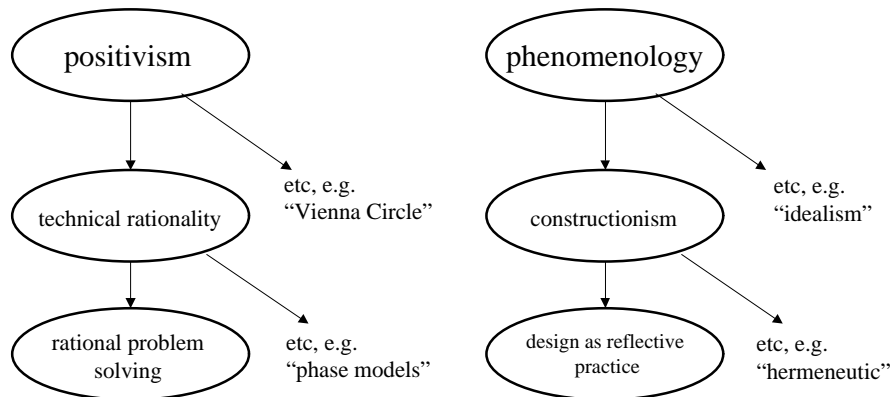 positivism
phenomenology
etc, e.g.
“Vienna Circle”
etc, e.g.
“idealism”
technical rationality
constructionism
rational problem
solving
etc, e.g.
“phase models”
design as reflective
practice
etc, e.g.
“hermeneutic”